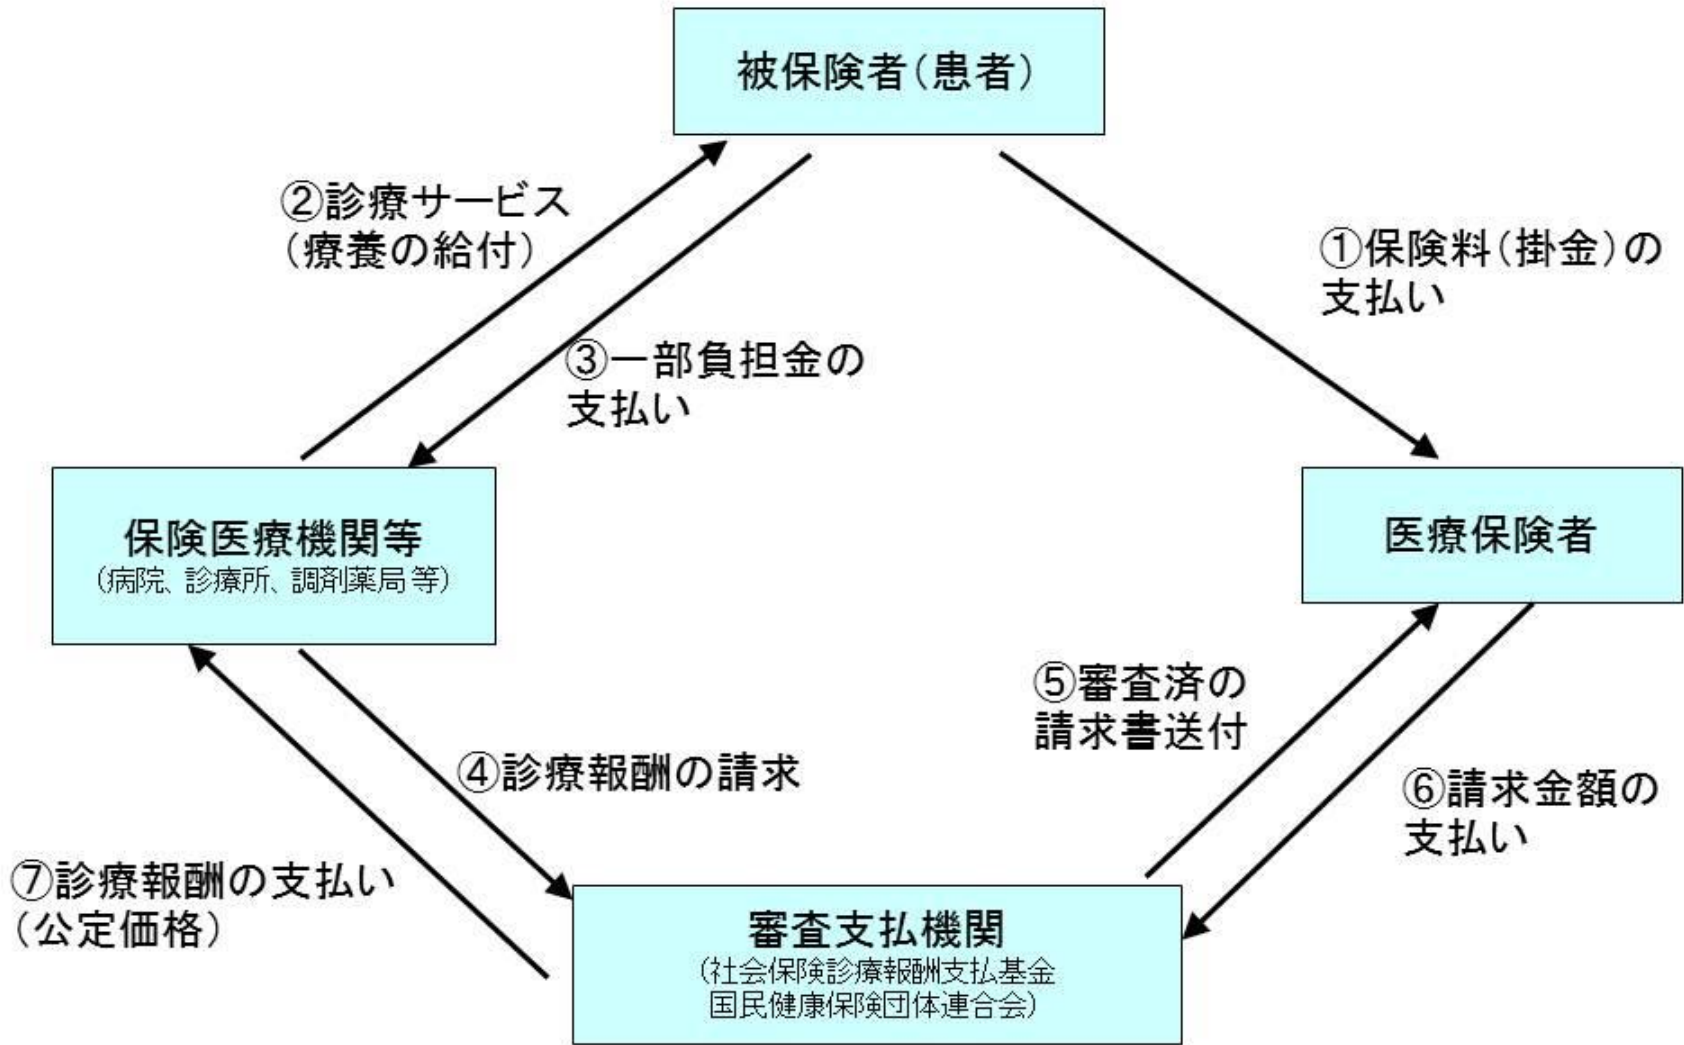 被保険者(患者)
②診療サービス
(療養の給付)
①保険料(掛金)の
支払い
③一部負担金の
支払い
保険医療機関等
(病院、診療所、調剤薬局 等)
医療保険者
⑤審査済の
請求書送付
④診療報酬の請求
⑥請求金額の
支払い
⑦診療報酬の支払い
(公定価格)
審査支払機関
(社会保険診療報酬支払基金
国民健康保険団体連合会)